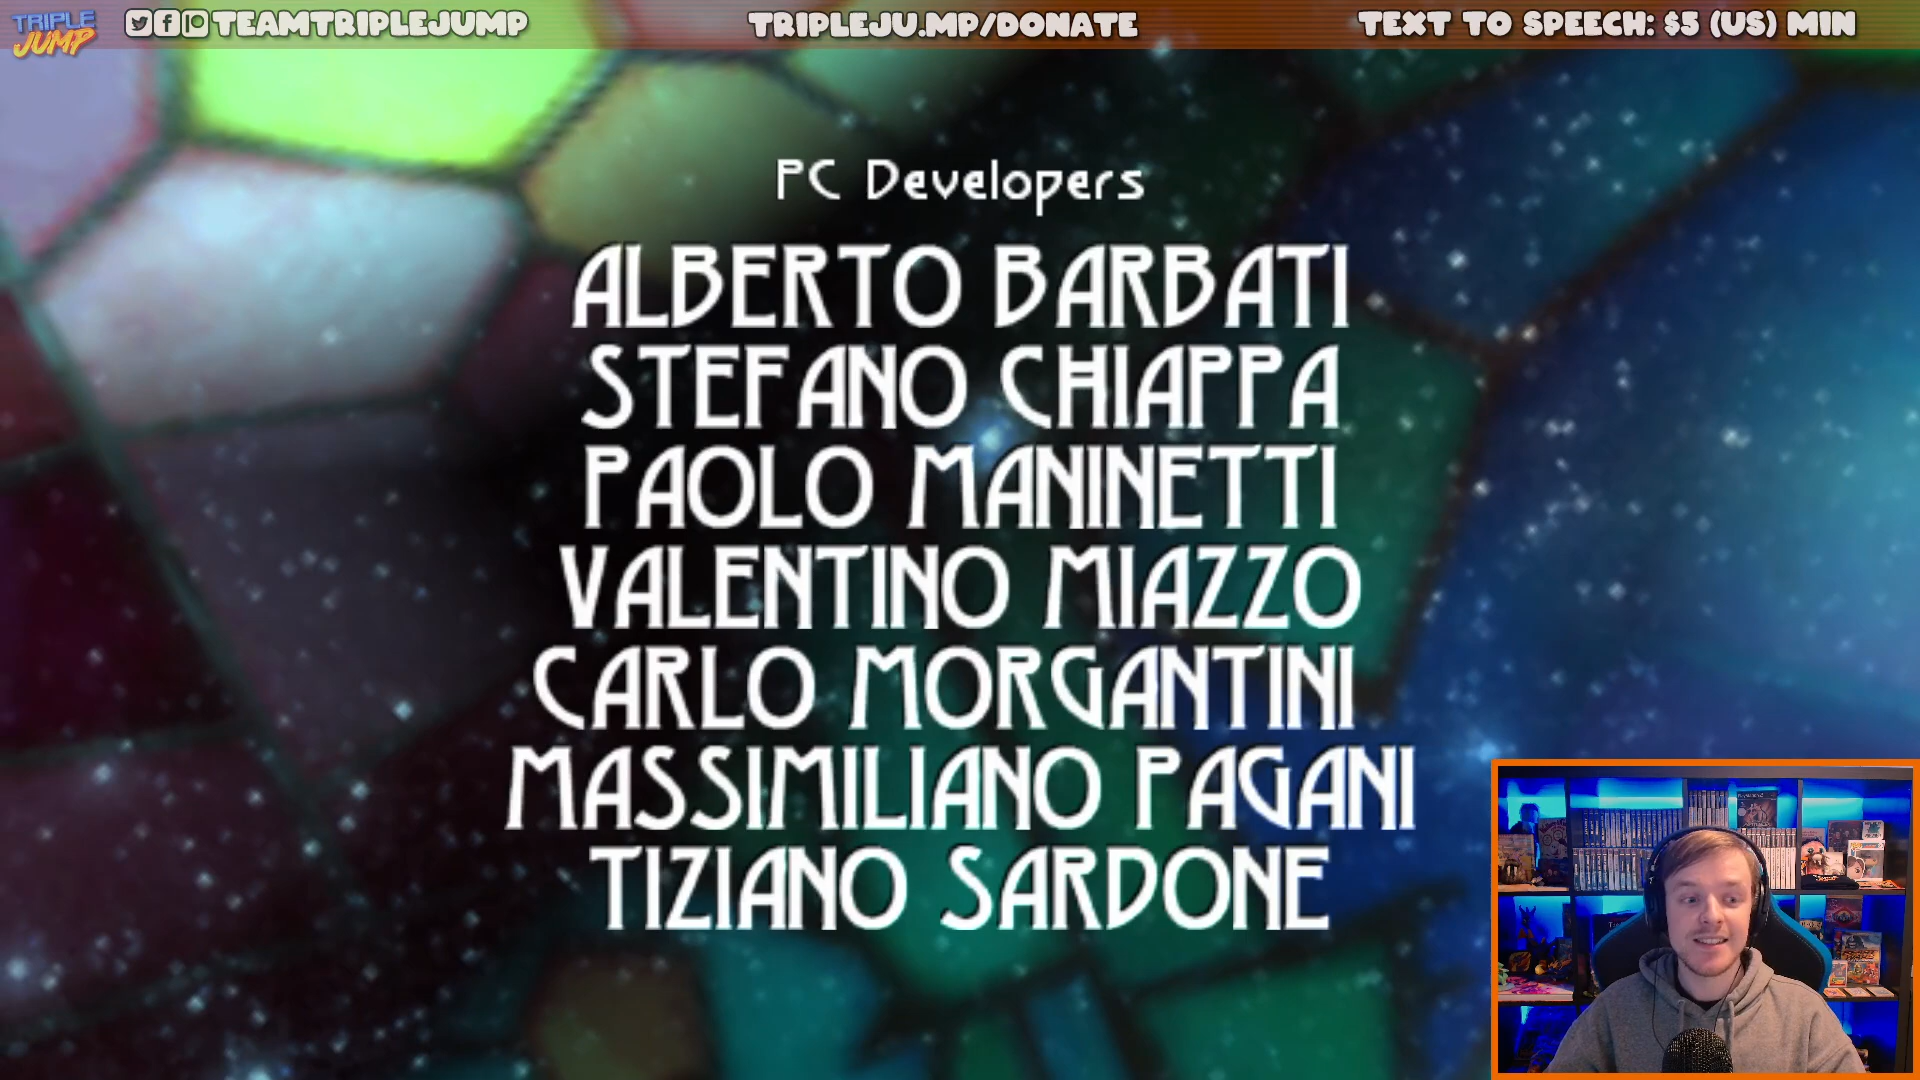 TRIPLE
JUMP
TEAMTRIPLEJUMP
TRIPLEJU.MP/DONATE
TEXT TO SPEECH: $5 (US) MIN
PC Developers
ALBERTO BARBATI
STEFANO CHIAPPA
PAOLO MANINETTI
VALENTINO MIAZZO
CARLO MORGANTINI
MASSIMILIANO PAGANI
TIZIANO SARDONE